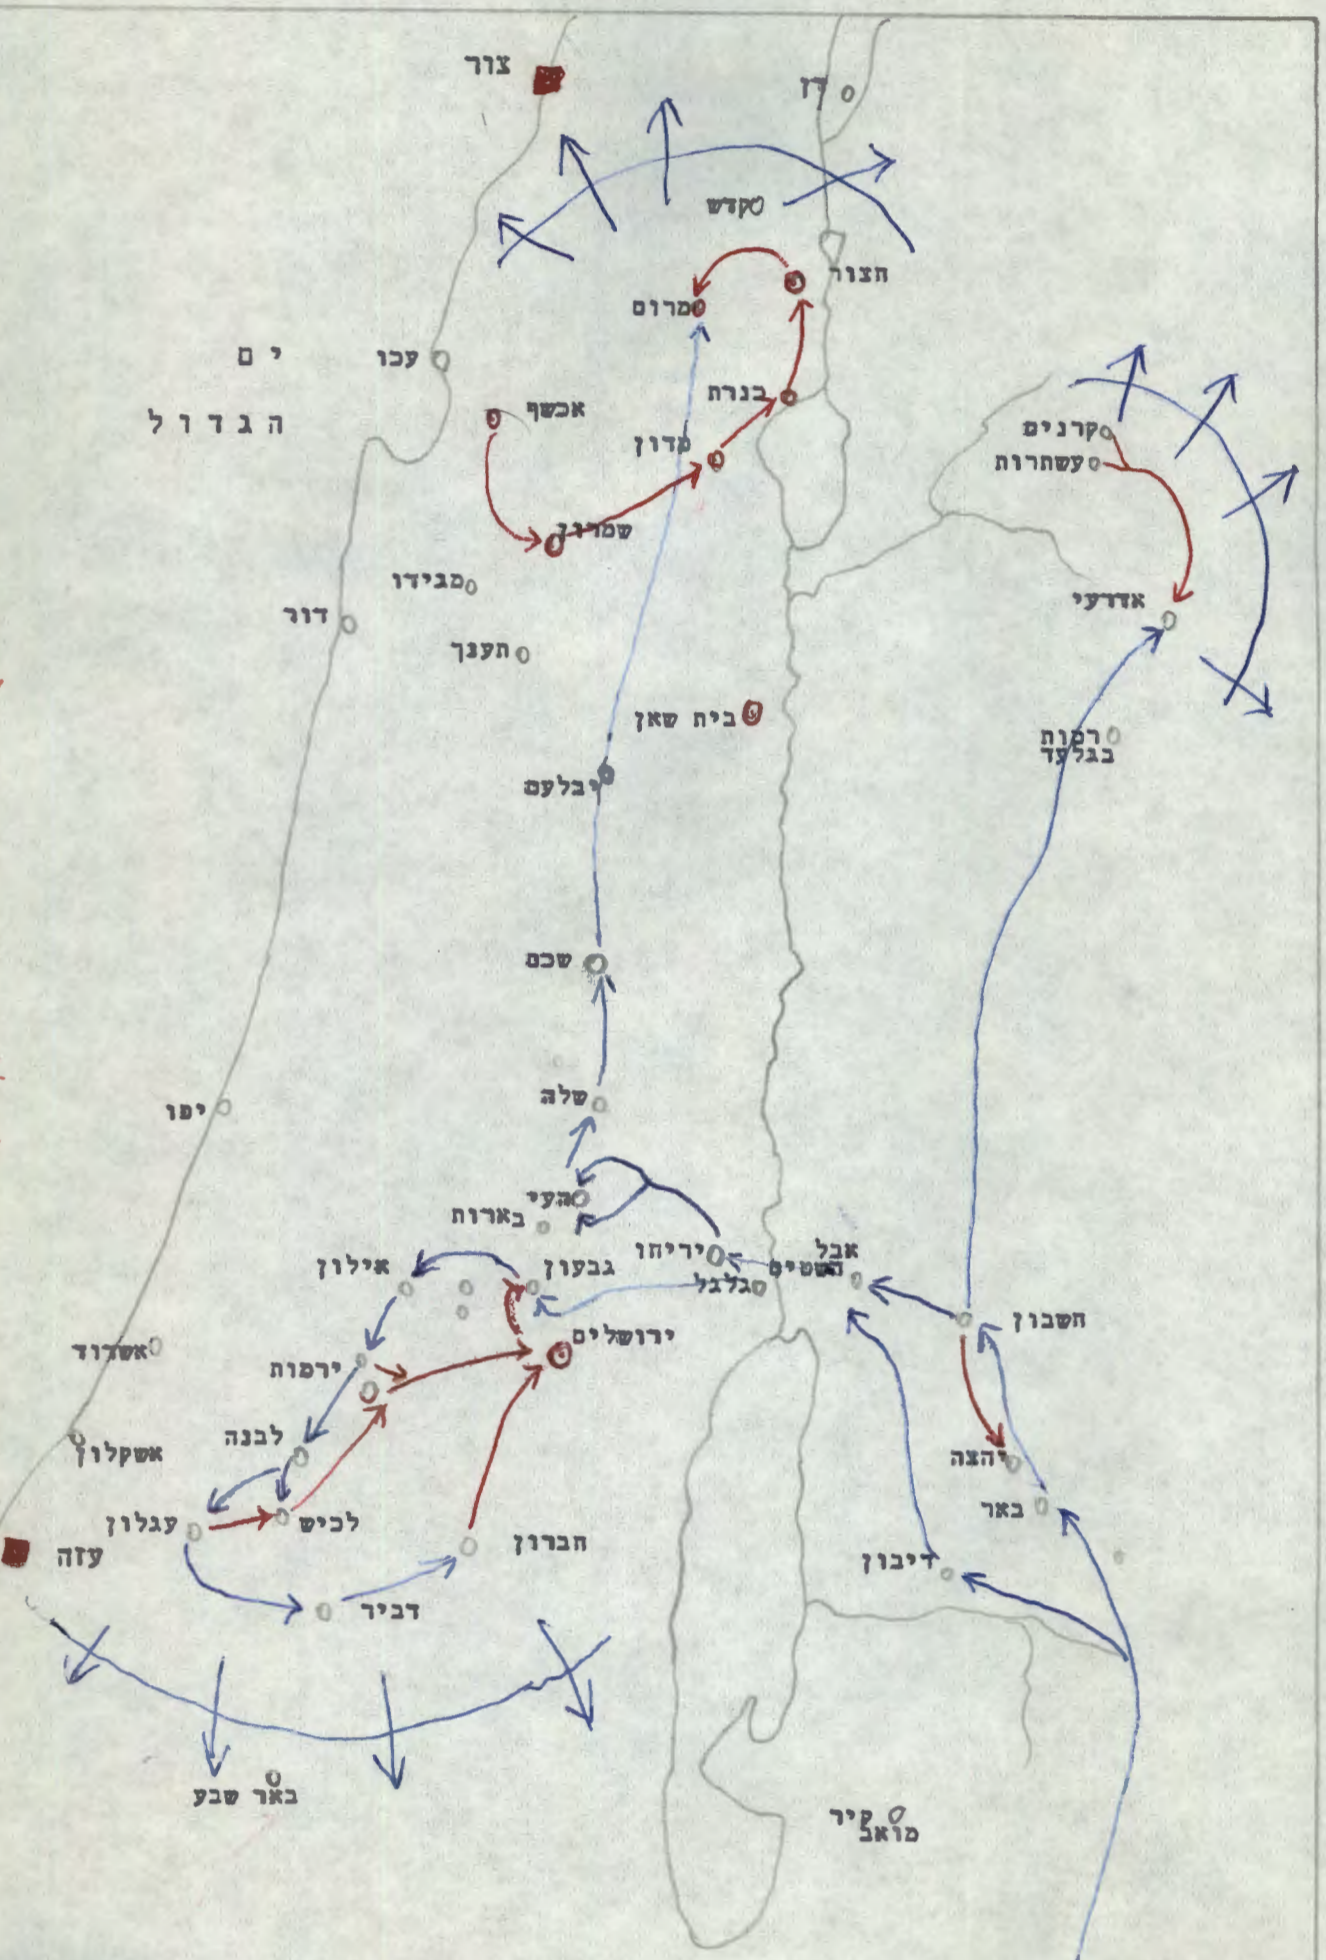 צור
דן
קדש
חצור
מרום
ים
עכו
הגדול
כנרת
אכשף
מדון
קרנים
עשתרות
שמרון
מגידו
אדרעי
דור
תענך
בית שאן
רמות
בגלעד
יבלעם
שכם
שלה
יפו
העי
בארות
יריחו
אבל
השטים
גבעון
אילון
גלגל
חשבון
ירושלים
אשדוד
ירמות
לבנה
אשקלון
יהצה
באר
לכיש
עגלון
חברון
עזה
דיבון
דביר
באר שבע
קיר
מואב